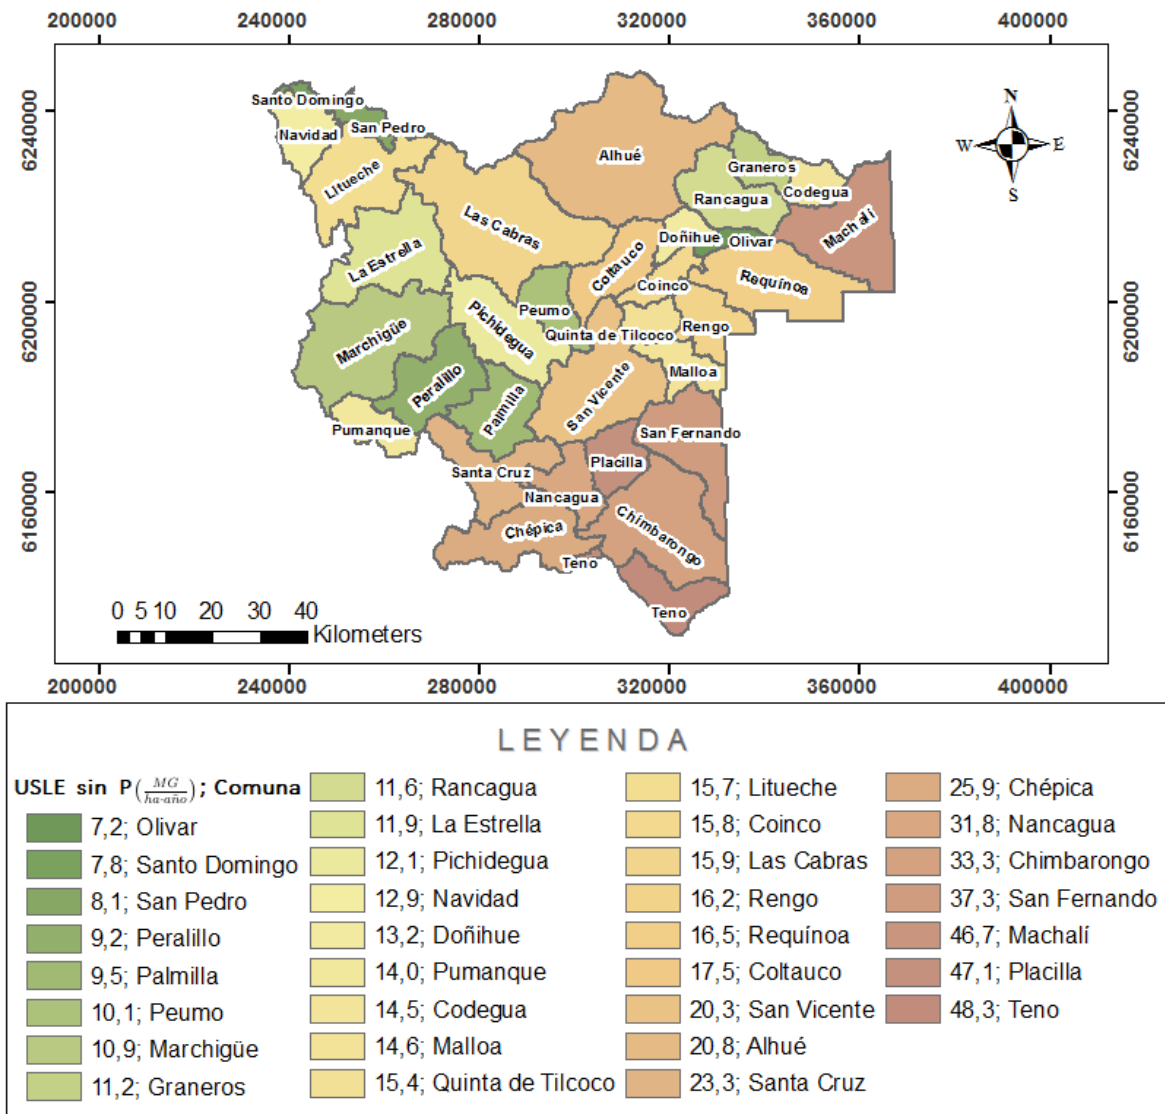 200000 240000 280000 320000 360000 400000
6240000 6240000
6200000 6200000
6160000 6160000
N
W E
S
Santo Domingo
San Pedro
Navidad
Alhué
Litueche
Graneros
Codegua
Rancagua
Las Cabras
Machalí
Doñihue
Olivar
La Estrella
Coltauco
Coinco
Requínoa
Peumo
Pichidegua
Rengo
Quinta de Tilcoco
Marchigüe
Malloa
Peralillo
San Vicente
Palmilla
Pumanque
San Fernando
Placilla
Santa Cruz
Nancagua
Chépica
Chimbarongo
Teno
Teno
0 5 10 20 30 40
Kilometers
200000 240000 280000 320000 360000 400000
LEYENDA
USLE sin P(MG/ha-año); Comuna
7,2; Olivar
7,8; Santo Domingo
8,1; San Pedro
9,2; Peralillo
9,5; Palmilla
10,1; Peumo
10,9; Marchigüe
11,2; Graneros
11,6; Rancagua
11,9; La Estrella
12,1; Pichidegua
12,9; Navidad
13,2; Doñihue
14,0; Pumanque
14,5; Codegua
14,6; Malloa
15,4; Quinta de Tilcoco
15,7; Litueche
15,8; Coinco
15,9; Las Cabras
16,2; Rengo
16,5; Requínoa
17,5; Coltauco
20,3; San Vicente
20,8; Alhué
23,3; Santa Cruz
25,9; Chépica
31,8; Nancagua
33,3; Chimbarongo
37,3; San Fernando
46,7; Machalí
47,1; Placilla
48,3; Teno